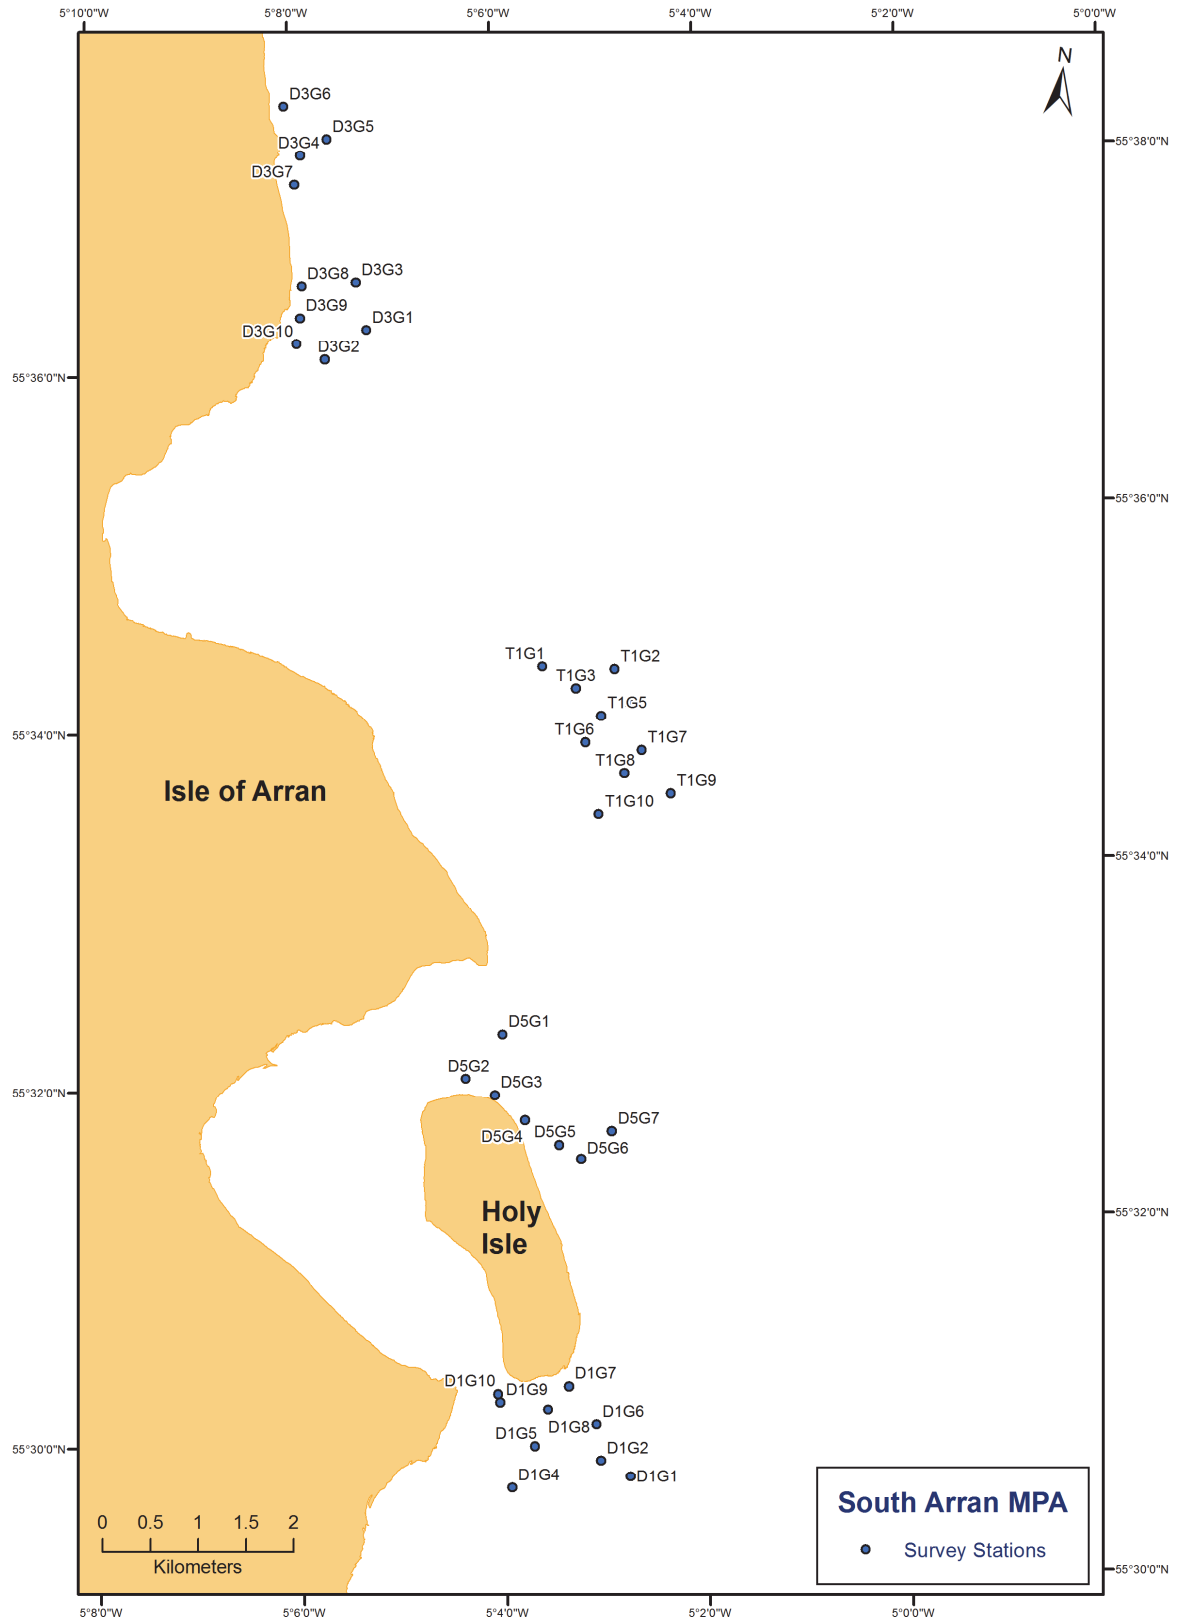 5°10'0"W
5°8'0"W
5°6'0"W
5°4'0"W
5°2'0"W
5°0'0"W
N
D3G6
D3G5
D3G4
55°38'0"N
D3G7
D3G8
D3G3
D3G9
D3G1
D3G10
D3G2
55°36'0"N
55°36'0"N
T1G1
T1G2
T1G3
T1G5
T1G6
T1G7
55°34'0"N
T1G8
T1G9
Isle of Arran
T1G10
55°34'0"N
D5G1
D5G2
D5G3
55°32'0"N
D5G7
D5G5
D5G4
D5G6
Holy
Isle
55°32'0"N
D1G7
D1G10
D1G9
D1G6
D1G8
D1G5
D1G2
55°30'0"N
D1G4
D1G1
South Arran MPA
Survey Stations
0
0.5
1
1.5
2
Kilometers
55°30'0"N
5°8'0"W
5°6'0"W
5°4'0"W
5°2'0"W
5°0'0"W